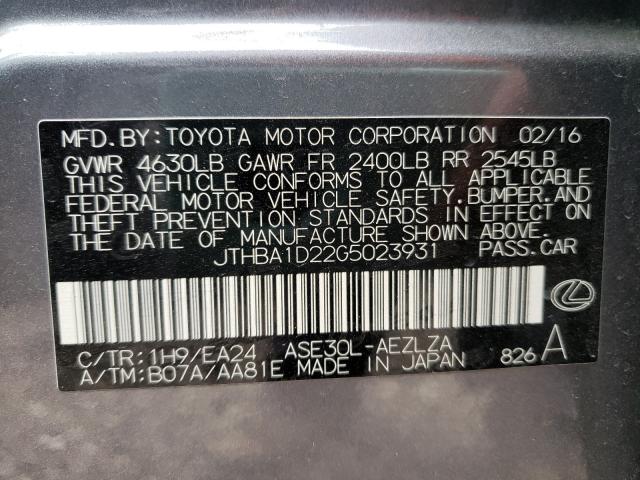 MFD. BY: TOYOTA MOTOR CORPORATION 02/16
GVWR 4630LB GAWR FR 2400LB RR 2545LB
THIS VEHICLE CONFORMS TO ALL APPLICABLE
FEDERAL MOTOR VEHICLE SAFETY, BUMPER, AND
THEFT PREVENTION STANDARDS IN EFFECT ON
THE DATE OF MANUFACTURE SHOWN ABOVE.
JTHBA1D22G5023931 PASS. CAR
C/TR: 1H9/EA24 ASE30L-AEZLZA
A/TM: B07A/AA81E MADE IN JAPAN 826 A